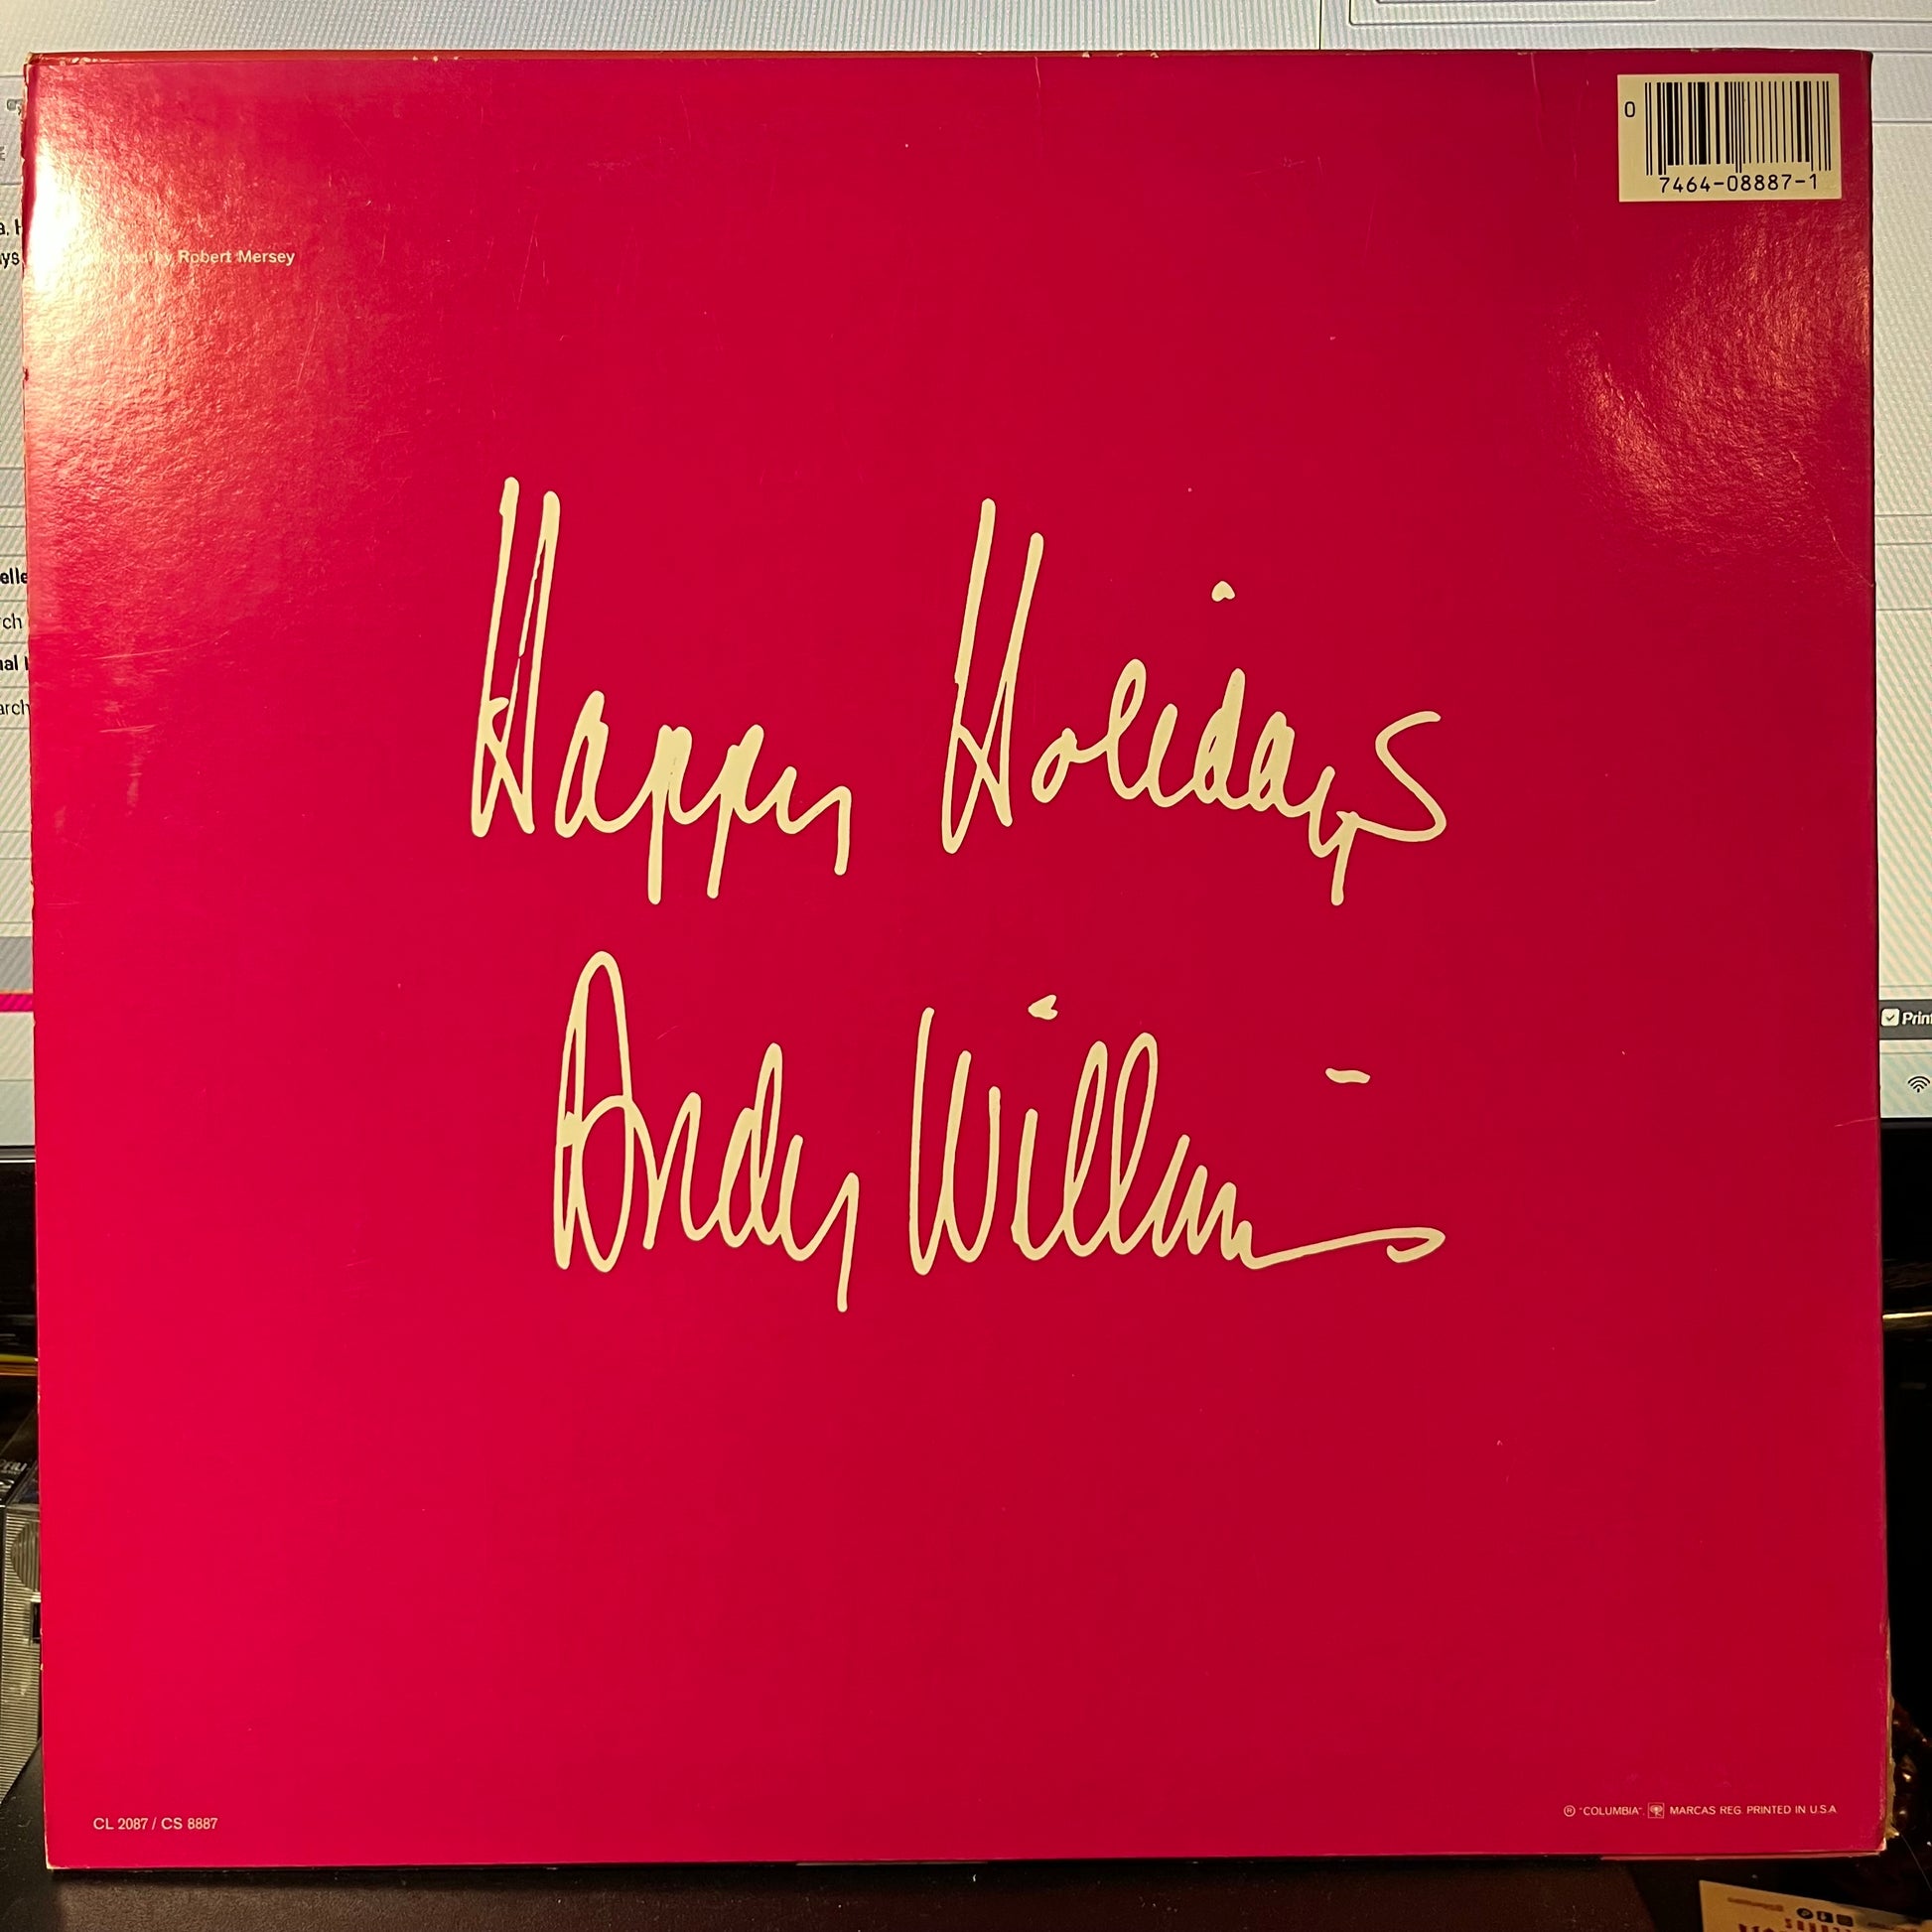 0
7464-08887-1
by Robert Mersey
Happy Holidays
Andy Williams
CL 2087 / CS 8887
® "COLUMBIA", MARCAS REG. PRINTED IN U.S.A